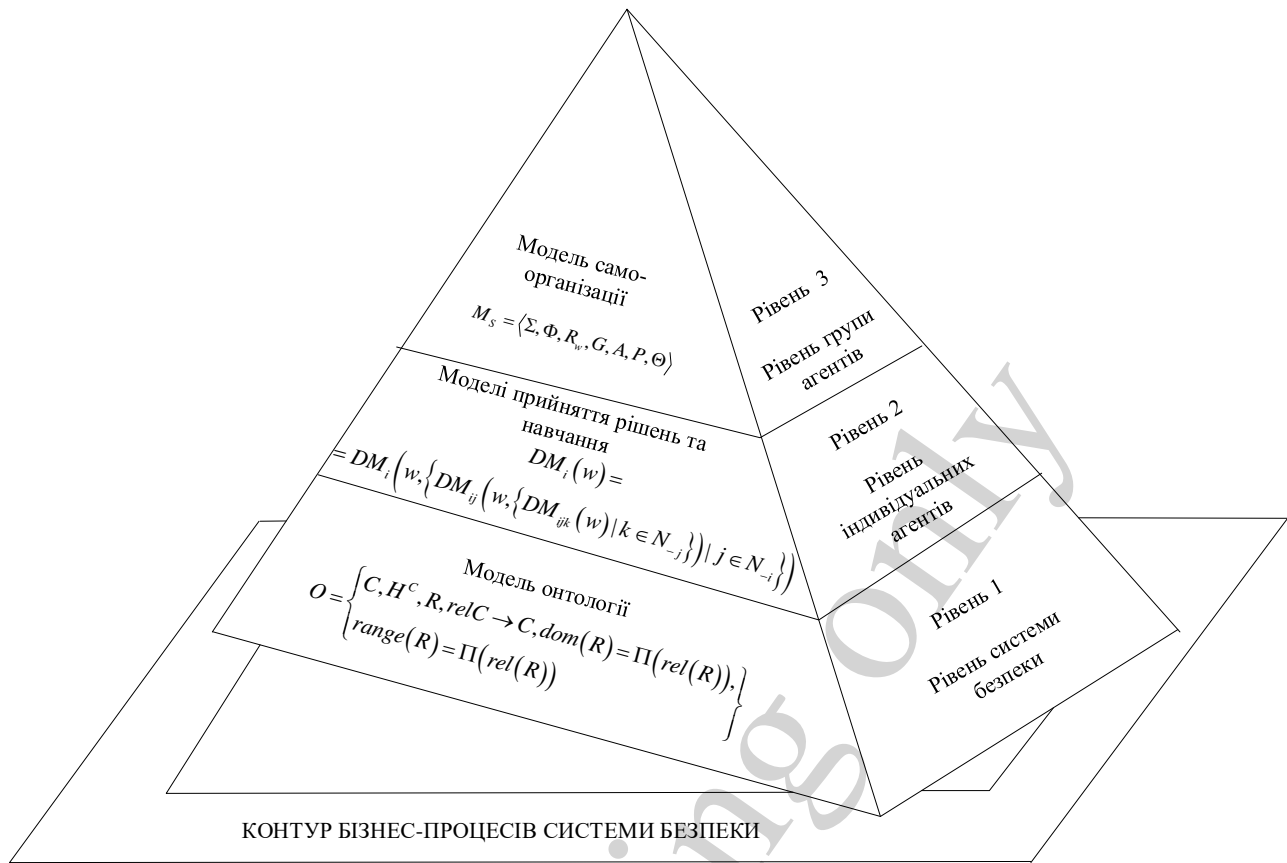 Модель само-
організації
M_S = ⟨Σ, Φ, R_w, G, A, P, Θ⟩
Рівень 3
Рівень групи
агентів
Моделі прийняття рішень та
навчання
DM_i(w) =
= DM_i(w, {DM_ij(w, {DM_ijk(w) | k ∈ N_-j}) | j ∈ N_-i})
Рівень 2
Рівень
індивідуальних
агентів
Модель онтології
O = {C, H^C, R, relC → C, dom(R) = Π(rel(R)),
range(R) = Π(rel(R))}
Рівень 1
Рівень системи
безпеки
КОНТУР БІЗНЕС-ПРОЦЕСІВ СИСТЕМИ БЕЗПЕКИ
ing only